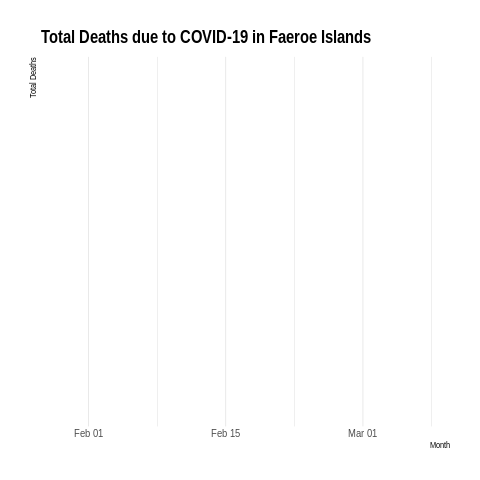 Total Deaths due to COVID-19 in Faeroe Islands
Total Deaths
Feb 01
Feb 15
Mar 01
Month